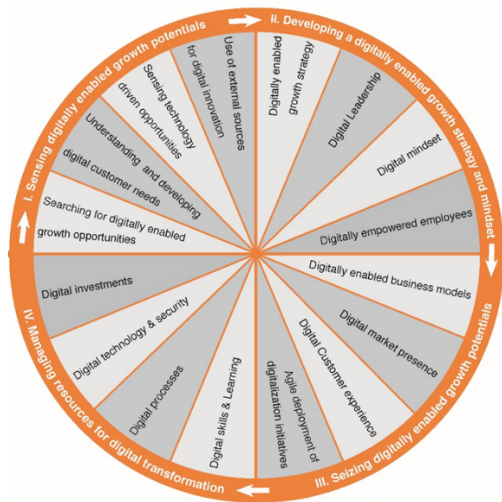 I. Sensing digitally enabled growth potentials
Searching for digitally enabled
growth opportunities
Understanding and developing
digital customer needs
Sensing technology
driven opportunities
Use of external sources
for digital innovation
II. Developing a digitally enabled growth strategy and mindset
Digitally enabled
growth strategy
Digital Leadership
Digital mindset
Digitally empowered employees
III. Seizing digitally enabled growth potentials
Digitally enabled business models
Digital market presence
Digital Customer experience
Agile deployment of
digitalization initiatives
IV. Managing resources for digital transformation
Digital skills & Learning
Digital processes
Digital technology & security
Digital investments